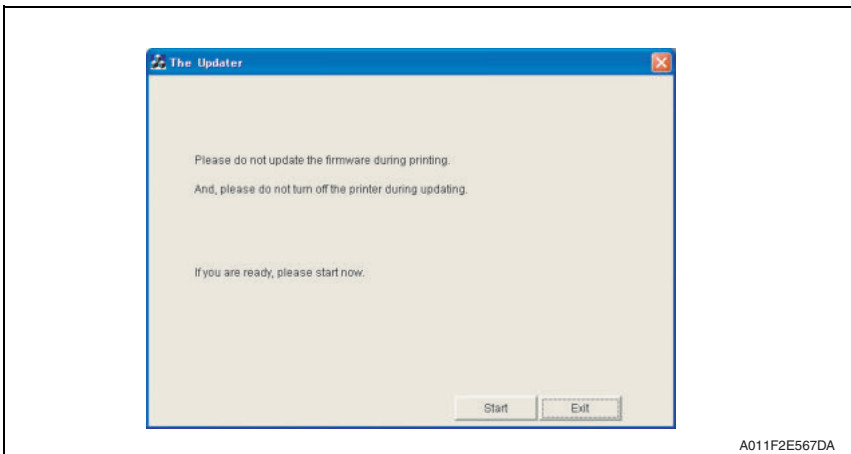 The Updater
Please do not update the firmware during printing.
And, please do not turn off the printer during updating.
If you are ready, please start now.
Start Exit
A011F2E567DA